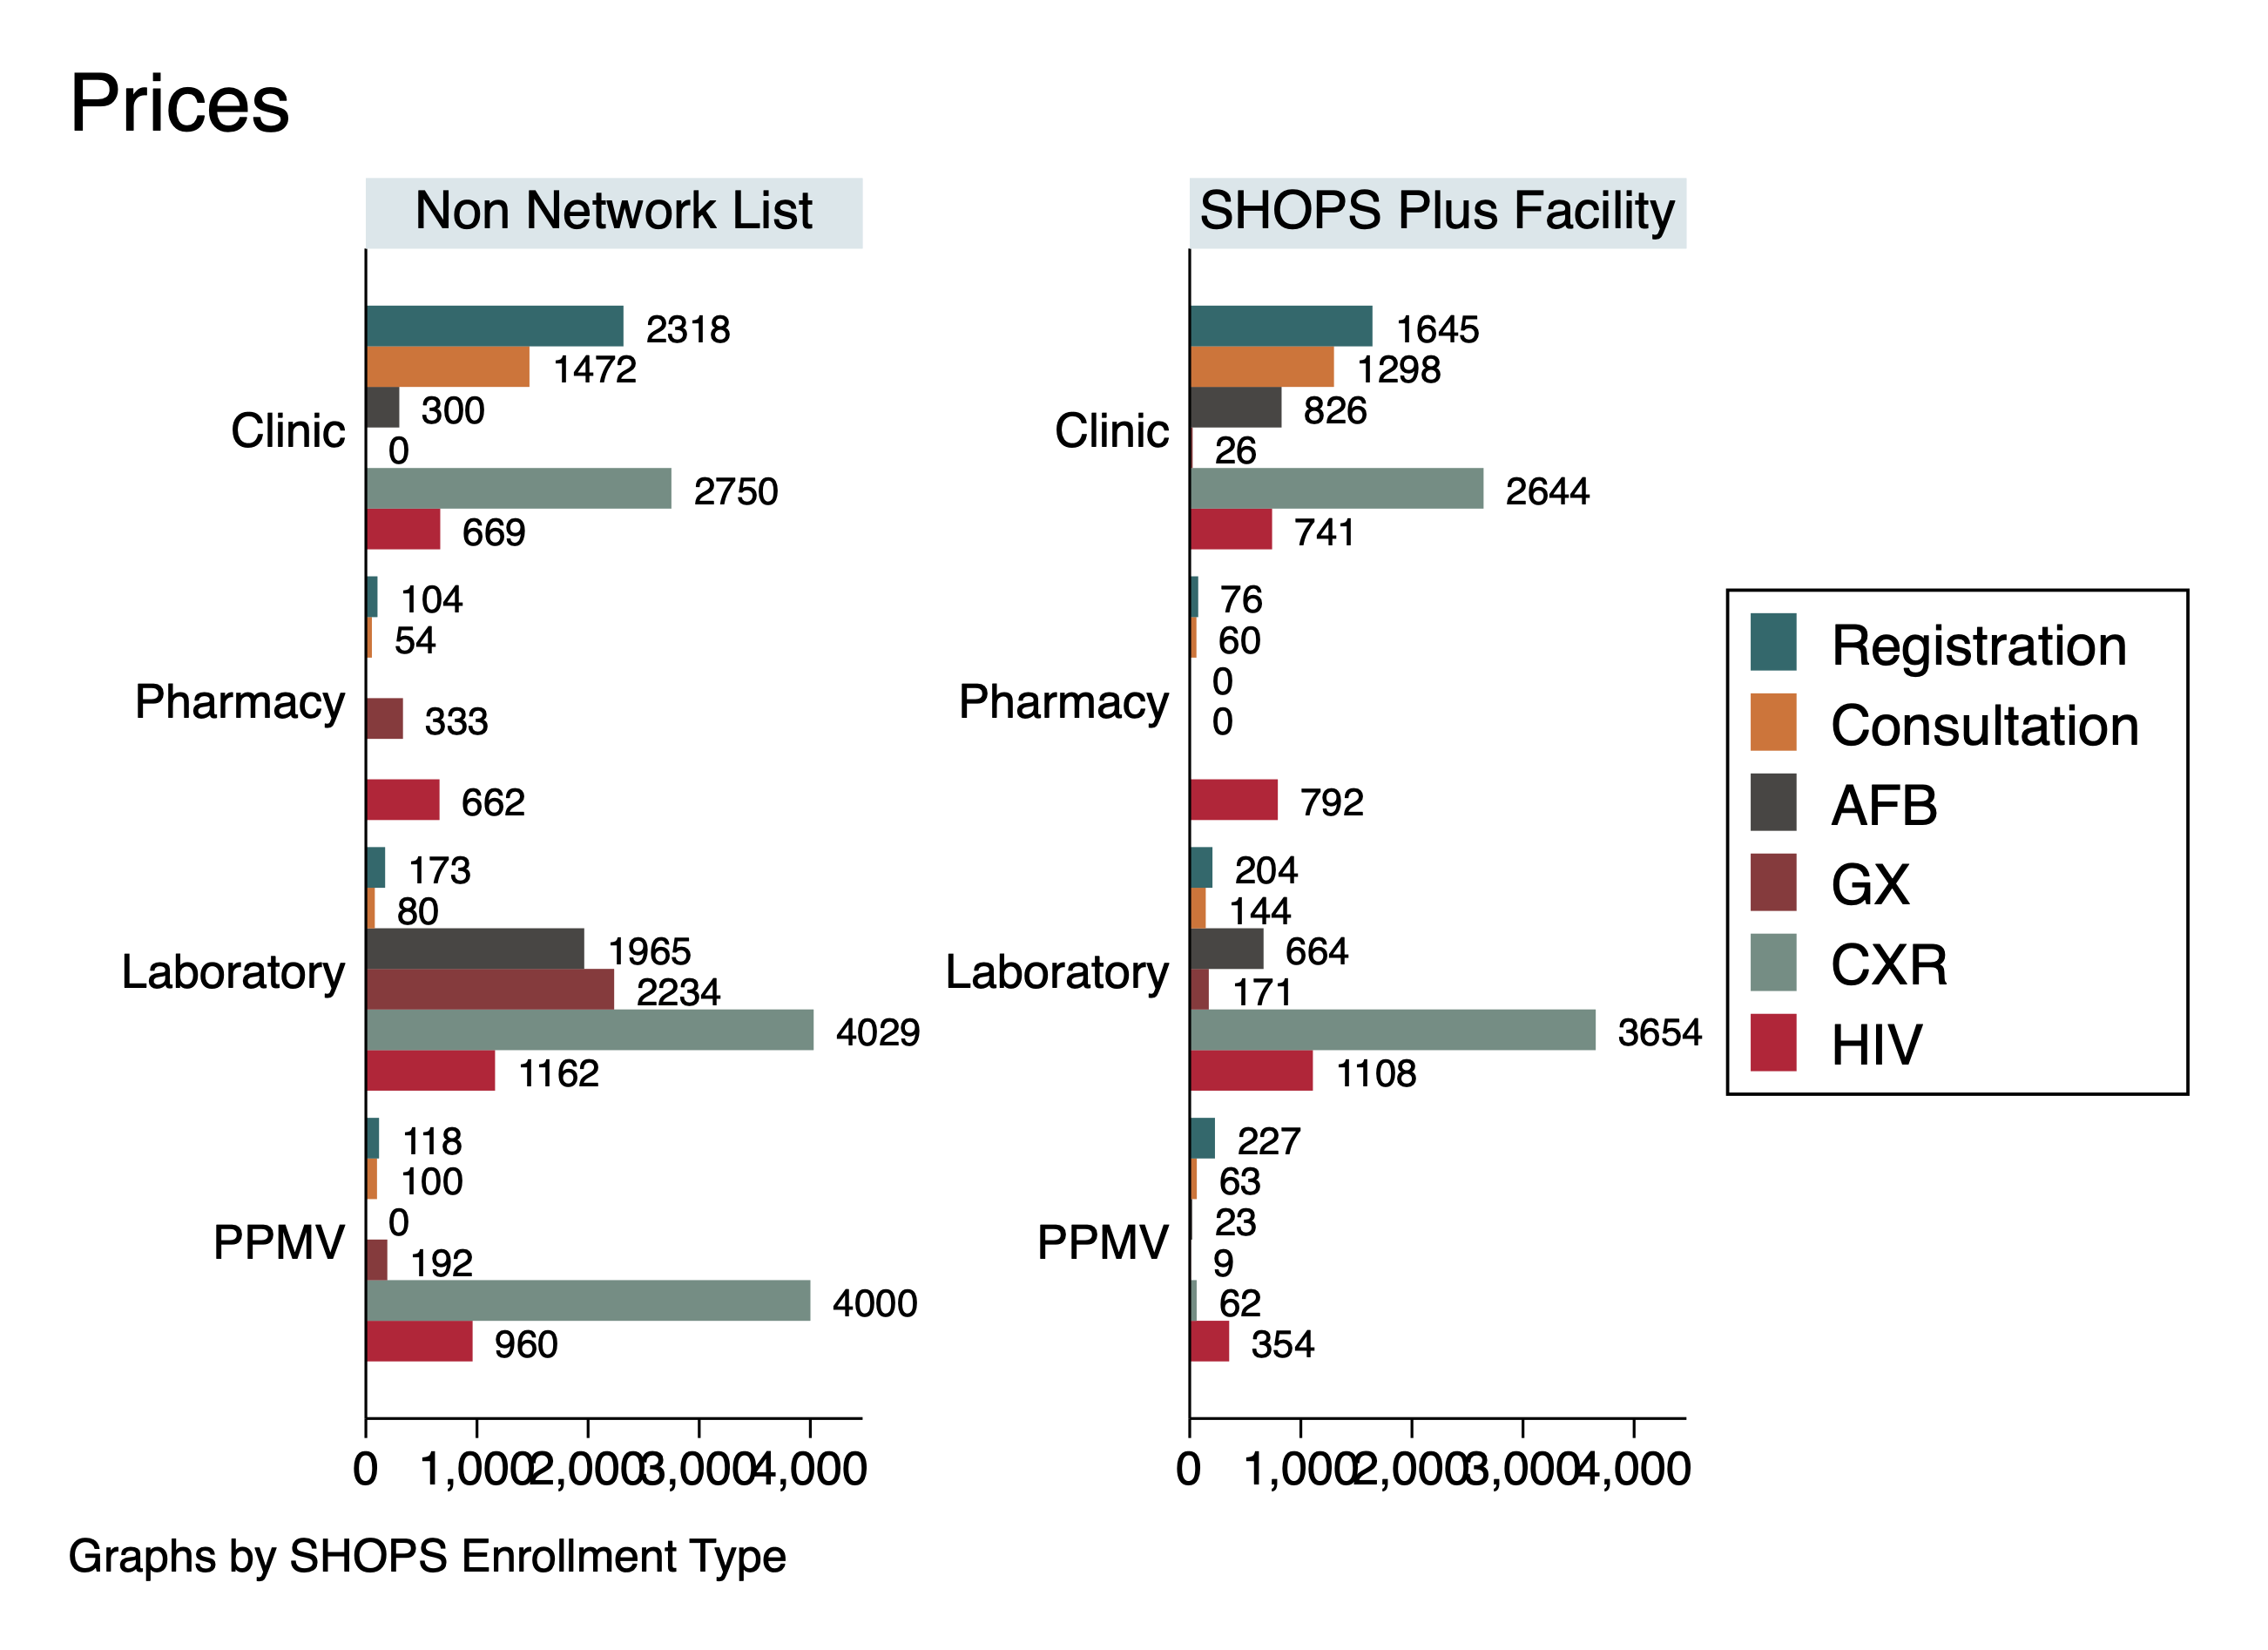 Prices
Non Network List
Clinic
2318
1472
300
0
2750
669
Pharmacy
104
54
333
662
Laboratory
173
80
1965
2234
4029
1162
PPMV
118
100
0
192
4000
960
0 1,000 2,000 3,000 4,000
SHOPS Plus Facility
Clinic
1645
1298
826
26
2644
741
Pharmacy
76
60
0
0
792
Laboratory
204
144
664
171
3654
1108
PPMV
227
63
23
9
62
354
0 1,000 2,000 3,000 4,000
Registration
Consultation
AFB
GX
CXR
HIV
Graphs by SHOPS Enrollment Type